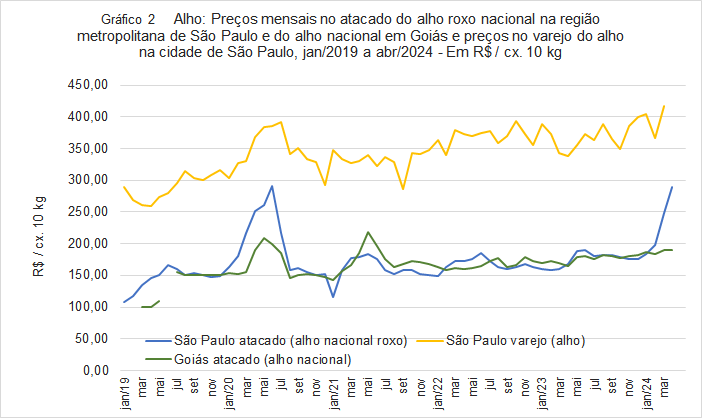 Gráfico 2 Alho: Preços mensais no atacado do alho roxo nacional na região
metropolitana de São Paulo e do alho nacional em Goiás e preços no varejo do alho
na cidade de São Paulo, jan/2019 a abr/2024 - Em R$ / cx. 10 kg
450,00
400,00
350,00
300,00
250,00
200,00
150,00
100,00
50,00
00,00
R$ / cx. 10 kg
São Paulo atacado (alho nacional roxo)
São Paulo varejo (alho)
Goiás atacado (alho nacional)
jan/19
mar
mai
jul
set
nov
jan/20
mar
mai
jul
set
nov
jan/21
mar
mai
jul
set
nov
jan/22
mar
mai
jul
set
nov
jan/23
mar
mai
jul
set
nov
jan/24
mar